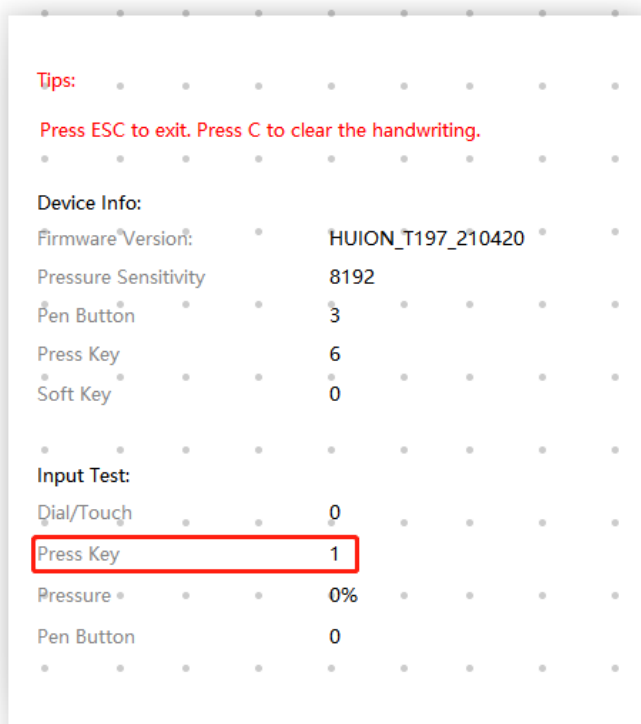 Tips:
Press ESC to exit. Press C to clear the handwriting.
Device Info:
Firmware Version: HUION_T197_210420
Pressure Sensitivity 8192
Pen Button 3
Press Key 6
Soft Key 0
Input Test:
Dial/Touch 0
Press Key 1
Pressure 0%
Pen Button 0